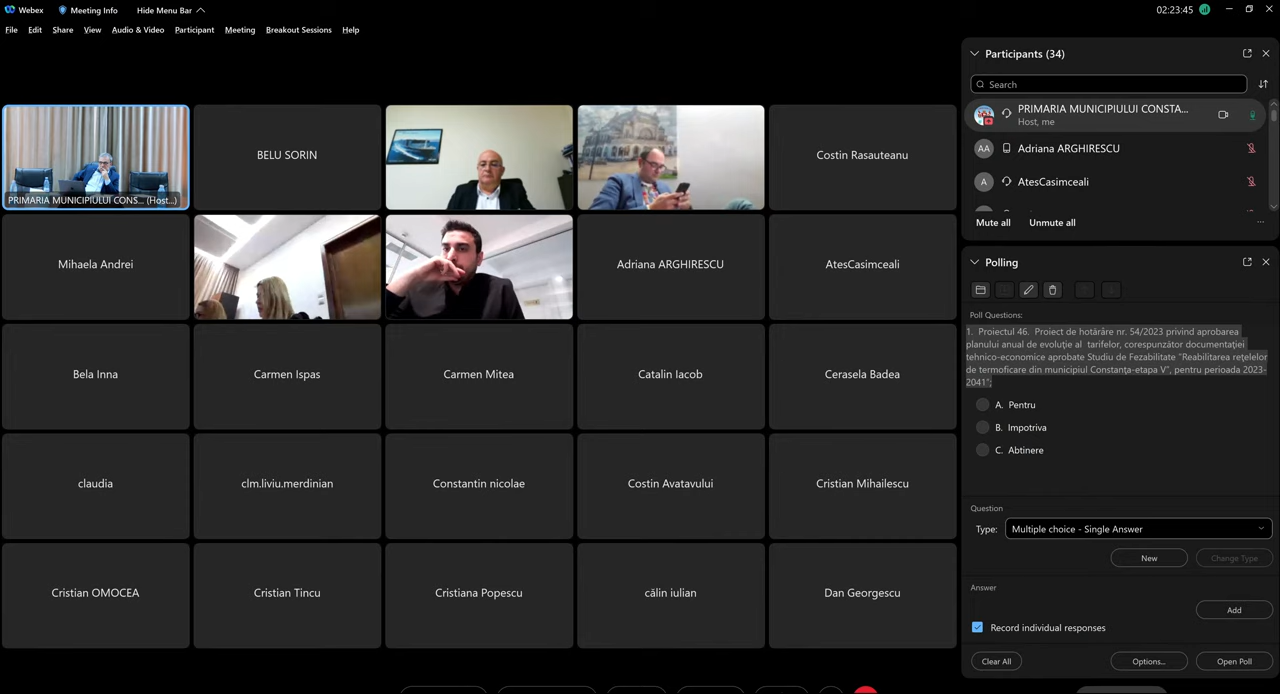 Webex
Meeting Info
Hide Menu Bar
02:23:45
File Edit Share View Audio & Video Participant Meeting Breakout Sessions Help
PRIMARIA MUNICIPIULUI CONS... (Host...)
BELU SORIN
Costin Rasauteanu
Mihaela Andrei
Adriana ARGHIRESCU
AtesCasimceali
Bela Inna
Carmen Ispas
Carmen Mitea
Catalin Iacob
Cerasela Badea
claudia
clm.liviu.merdinian
Constantin nicolae
Costin Avatavului
Cristian Mihailescu
Cristian OMOCEA
Cristian Tincu
Cristiana Popescu
călin iulian
Dan Georgescu
Participants (34)
Search
PRIMARIA MUNICIPIULUI CONSTA...
Host, me
AA Adriana ARGHIRESCU
A AtesCasimceali
Mute all Unmute all ...
Polling
Poll Questions:
1. Proiectul 46. Proiect de hotărâre nr. 54/2023 privind aprobarea
planului anual de evoluţie al tarifelor, corespunzător documentaţiei
tehnico-economice aprobate Studiu de Fezabilitate "Reabilitarea reţelelor
de termoficare din municipiul Constanţa-etapa V", pentru perioada 2023-
2041";
A. Pentru
B. Impotriva
C. Abtinere
Question
Type: Multiple choice - Single Answer
New Change Type
Answer
Add
Record individual responses
Clear All Options... Open Poll